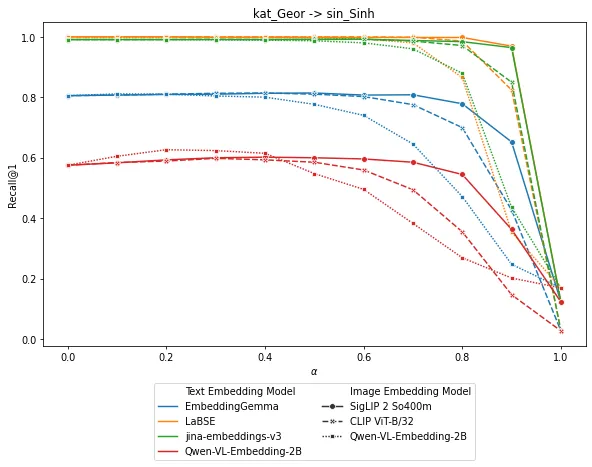 kat_Geor -> sin_Sinh
Recall@1
1.0
0.8
0.6
0.4
0.2
0.0
0.0 0.2 0.4 0.6 0.8 1.0
α
Text Embedding Model
EmbeddingGemma
LaBSE
jina-embeddings-v3
Qwen-VL-Embedding-2B
Image Embedding Model
SigLIP 2 So400m
CLIP ViT-B/32
Qwen-VL-Embedding-2B